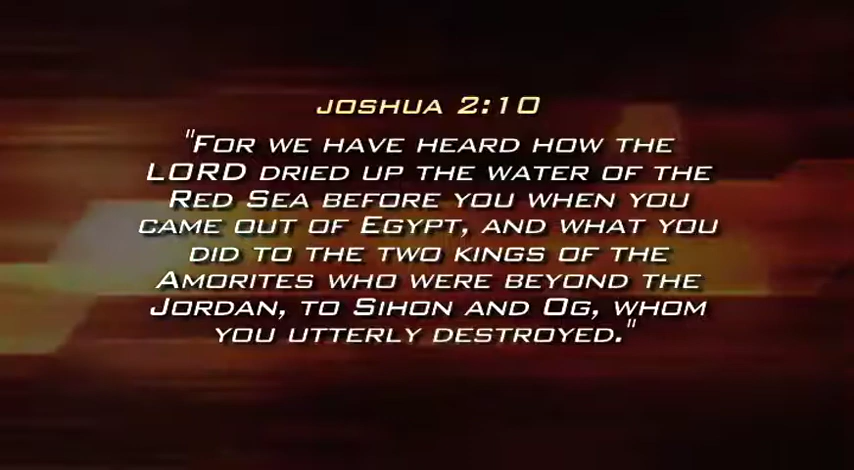 JOSHUA 2:10
"FOR WE HAVE HEARD HOW THE
LORD DRIED UP THE WATER OF THE
RED SEA BEFORE YOU WHEN YOU
CAME OUT OF EGYPT, AND WHAT YOU
DID TO THE TWO KINGS OF THE
AMORITES WHO WERE BEYOND THE
JORDAN, TO SIHON AND OG, WHOM
YOU UTTERLY DESTROYED."